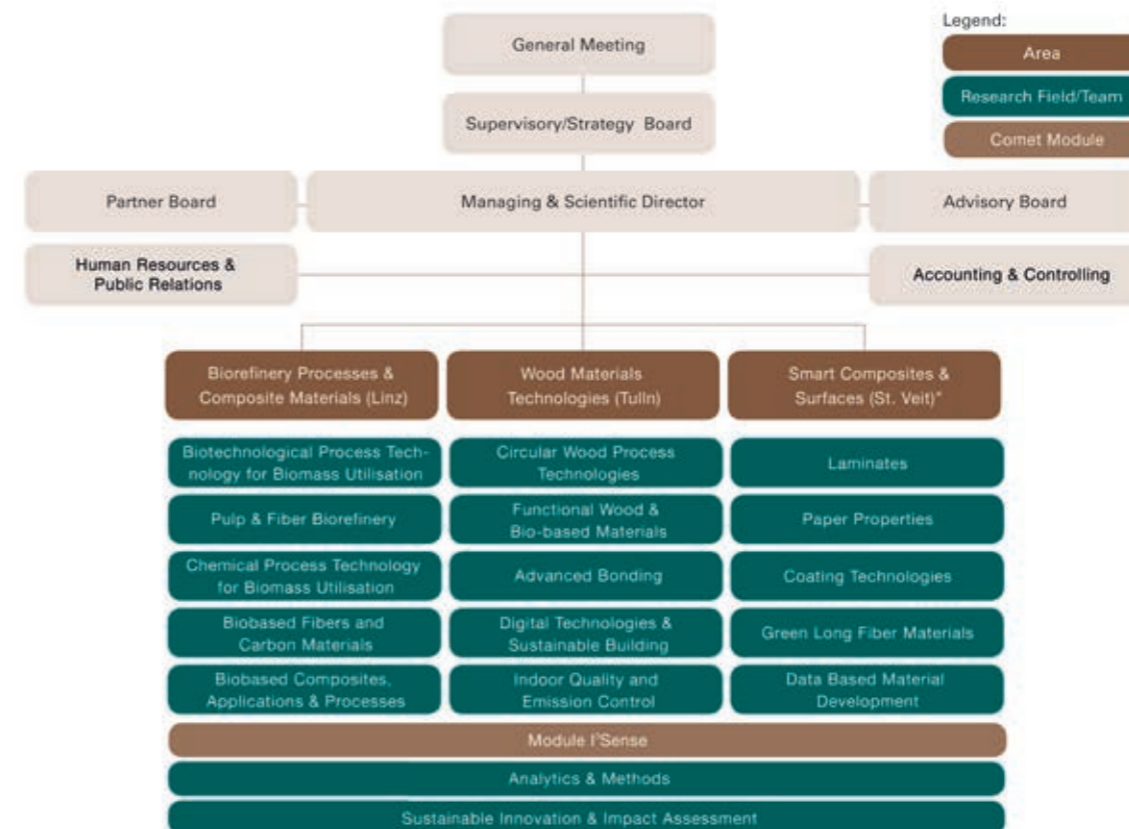 Legend:
Area
Research Field/Team
Comet Module
General Meeting
Supervisory/Strategy Board
Partner Board
Managing & Scientific Director
Advisory Board
Human Resources &
Public Relations
Accounting & Controlling
Biorefinery Processes &
Composite Materials (Linz)
Wood Materials
Technologies (Tulln)
Smart Composites &
Surfaces (St. Veit)*
Biotechnological Process Tech-
nology for Biomass Utilisation
Circular Wood Process
Technologies
Laminates
Pulp & Fiber Biorefinery
Functional Wood &
Bio-based Materials
Paper Properties
Chemical Process Technology
for Biomass Utilisation
Advanced Bonding
Coating Technologies
Biobased Fibers and
Carbon Materials
Digital Technologies &
Sustainable Building
Green Long Fiber Materials
Biobased Composites,
Applications & Processes
Indoor Quality and
Emission Control
Data Based Material
Development
Module I³Sense
Analytics & Methods
Sustainable Innovation & Impact Assessment